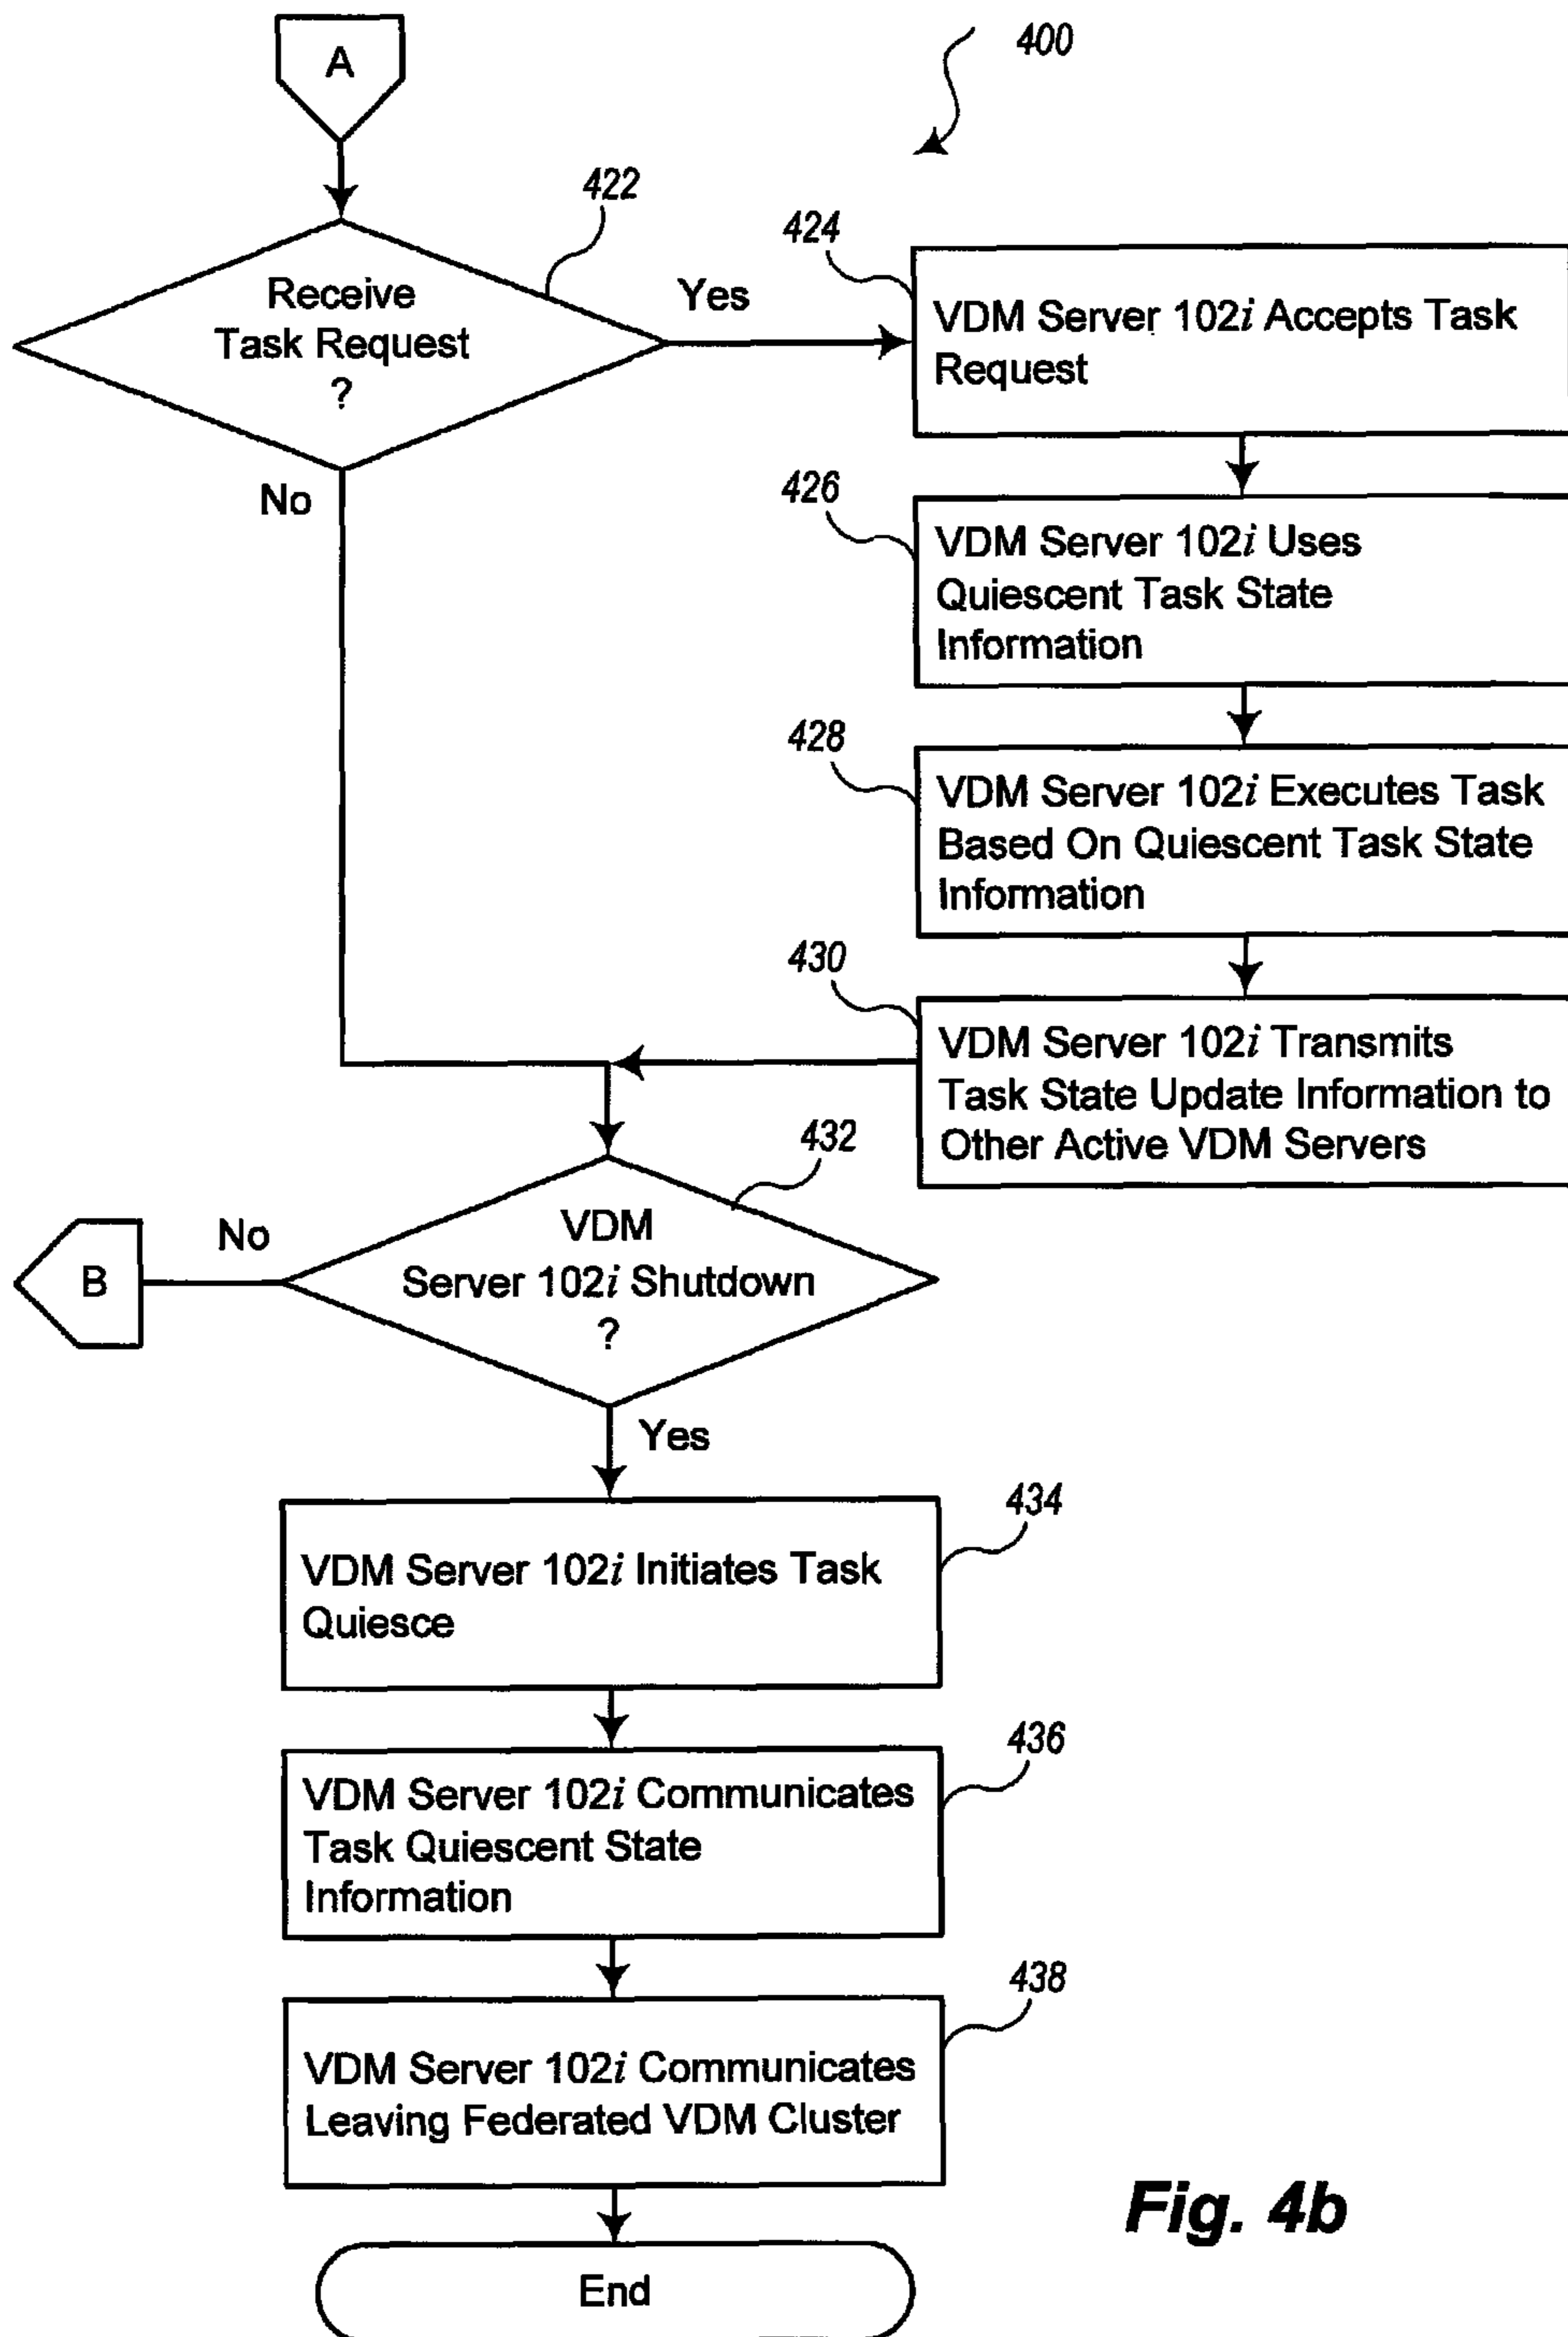 A
400
422
Receive
Task Request
?
Yes
No
424
VDM Server 102i Accepts Task
Request
426
VDM Server 102i Uses
Quiescent Task State
Information
428
VDM Server 102i Executes Task
Based On Quiescent Task State
Information
430
VDM Server 102i Transmits
Task State Update Information to
Other Active VDM Servers
432
VDM
Server 102i Shutdown
?
No
B
Yes
434
VDM Server 102i Initiates Task
Quiesce
436
VDM Server 102i Communicates
Task Quiescent State
Information
438
VDM Server 102i Communicates
Leaving Federated VDM Cluster
End
Fig. 4b